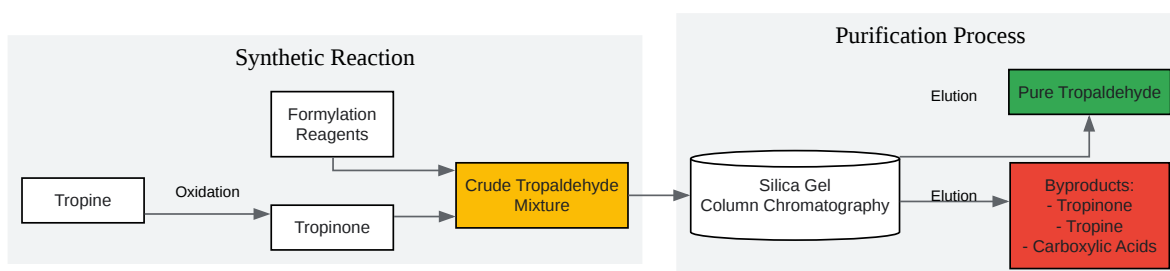 Synthetic Reaction
Formylation
Reagents
Tropine
Oxidation
Tropinone
Crude Tropaldehyde
Mixture
Purification Process
Elution
Pure Tropaldehyde
Silica Gel
Column Chromatography
Elution
Byproducts:
- Tropinone
- Tropine
- Carboxylic Acids